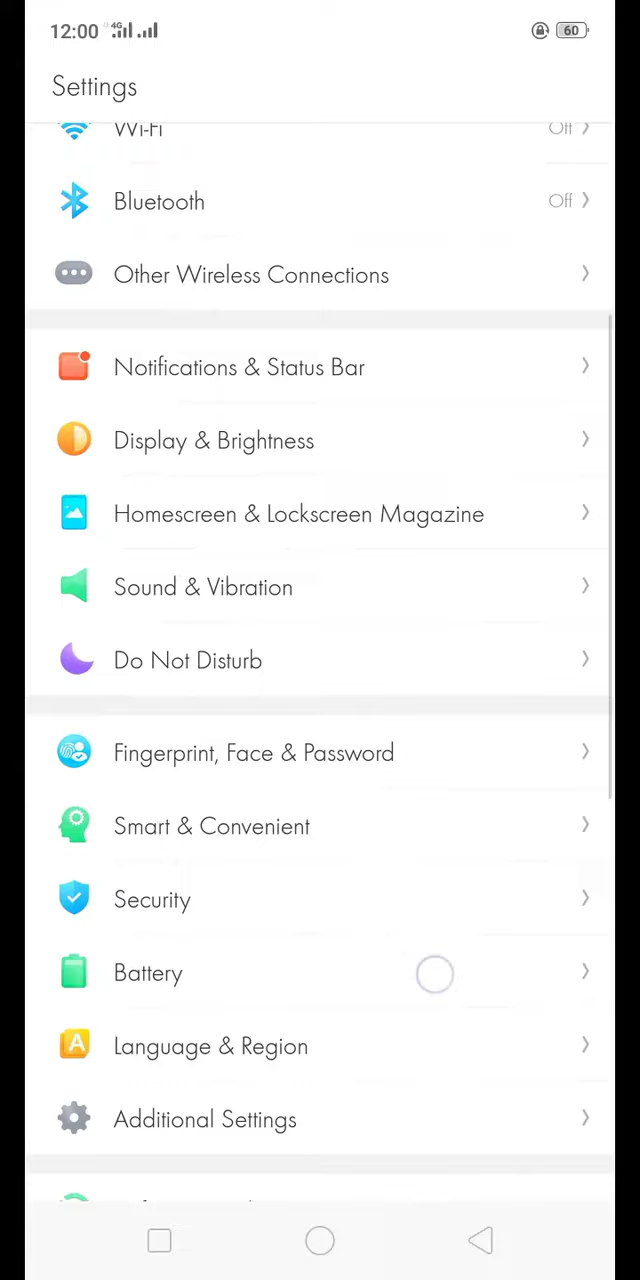 12:00 4G 60
Settings
Wi-Fi Off
Bluetooth Off
Other Wireless Connections
Notifications & Status Bar
Display & Brightness
Homescreen & Lockscreen Magazine
Sound & Vibration
Do Not Disturb
Fingerprint, Face & Password
Smart & Convenient
Security
Battery
A Language & Region
Additional Settings